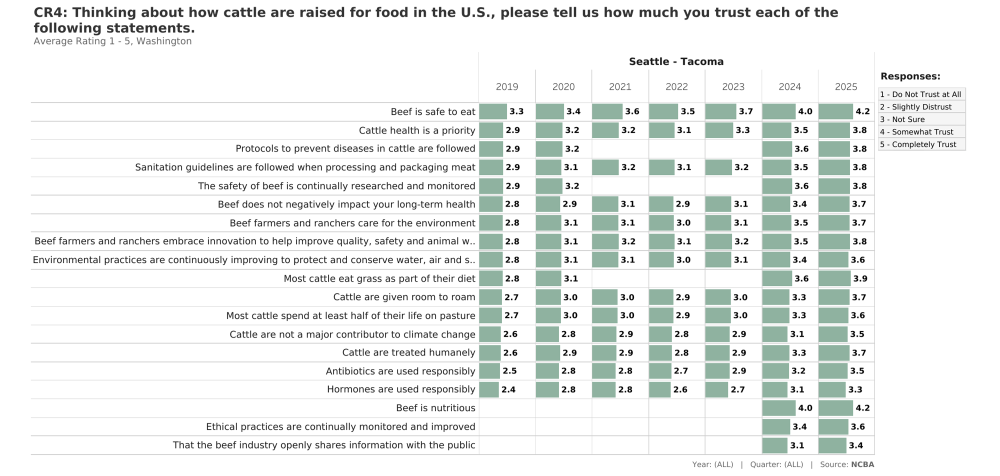 CR4: Thinking about how cattle are raised for food in the U.S., please tell us how much you trust each of the
following statements.
Average Rating 1 - 5, Washington
Seattle - Tacoma
2019 2020 2021 2022 2023 2024 2025
Responses:
1 - Do Not Trust at All
2 - Slightly Distrust
3 - Not Sure
4 - Somewhat Trust
5 - Completely Trust
Beef is safe to eat 3.3 3.4 3.6 3.5 3.7 4.0 4.2
Cattle health is a priority 2.9 3.2 3.2 3.1 3.3 3.5 3.8
Protocols to prevent diseases in cattle are followed 2.9 3.2 3.6 3.8
Sanitation guidelines are followed when processing and packaging meat 2.9 3.1 3.2 3.1 3.2 3.5 3.8
The safety of beef is continually researched and monitored 2.9 3.2 3.6 3.8
Beef does not negatively impact your long-term health 2.8 2.9 3.1 2.9 3.1 3.4 3.7
Beef farmers and ranchers care for the environment 2.8 3.1 3.1 3.0 3.1 3.5 3.7
Beef farmers and ranchers embrace innovation to help improve quality, safety and animal w.. 2.8 3.1 3.2 3.1 3.2 3.5 3.8
Environmental practices are continuously improving to protect and conserve water, air and s.. 2.8 3.1 3.1 3.0 3.1 3.4 3.6
Most cattle eat grass as part of their diet 2.8 3.1 3.6 3.9
Cattle are given room to roam 2.7 3.0 3.0 2.9 3.0 3.3 3.7
Most cattle spend at least half of their life on pasture 2.7 3.0 3.0 2.9 3.0 3.3 3.6
Cattle are not a major contributor to climate change 2.6 2.8 2.9 2.8 2.9 3.1 3.5
Cattle are treated humanely 2.6 2.9 2.9 2.8 2.9 3.3 3.7
Antibiotics are used responsibly 2.5 2.8 2.8 2.7 2.9 3.2 3.5
Hormones are used responsibly 2.4 2.8 2.8 2.6 2.7 3.1 3.3
Beef is nutritious 4.0 4.2
Ethical practices are continually monitored and improved 3.4 3.6
That the beef industry openly shares information with the public 3.1 3.4
Year: (ALL) | Quarter: (ALL) | Source: NCBA